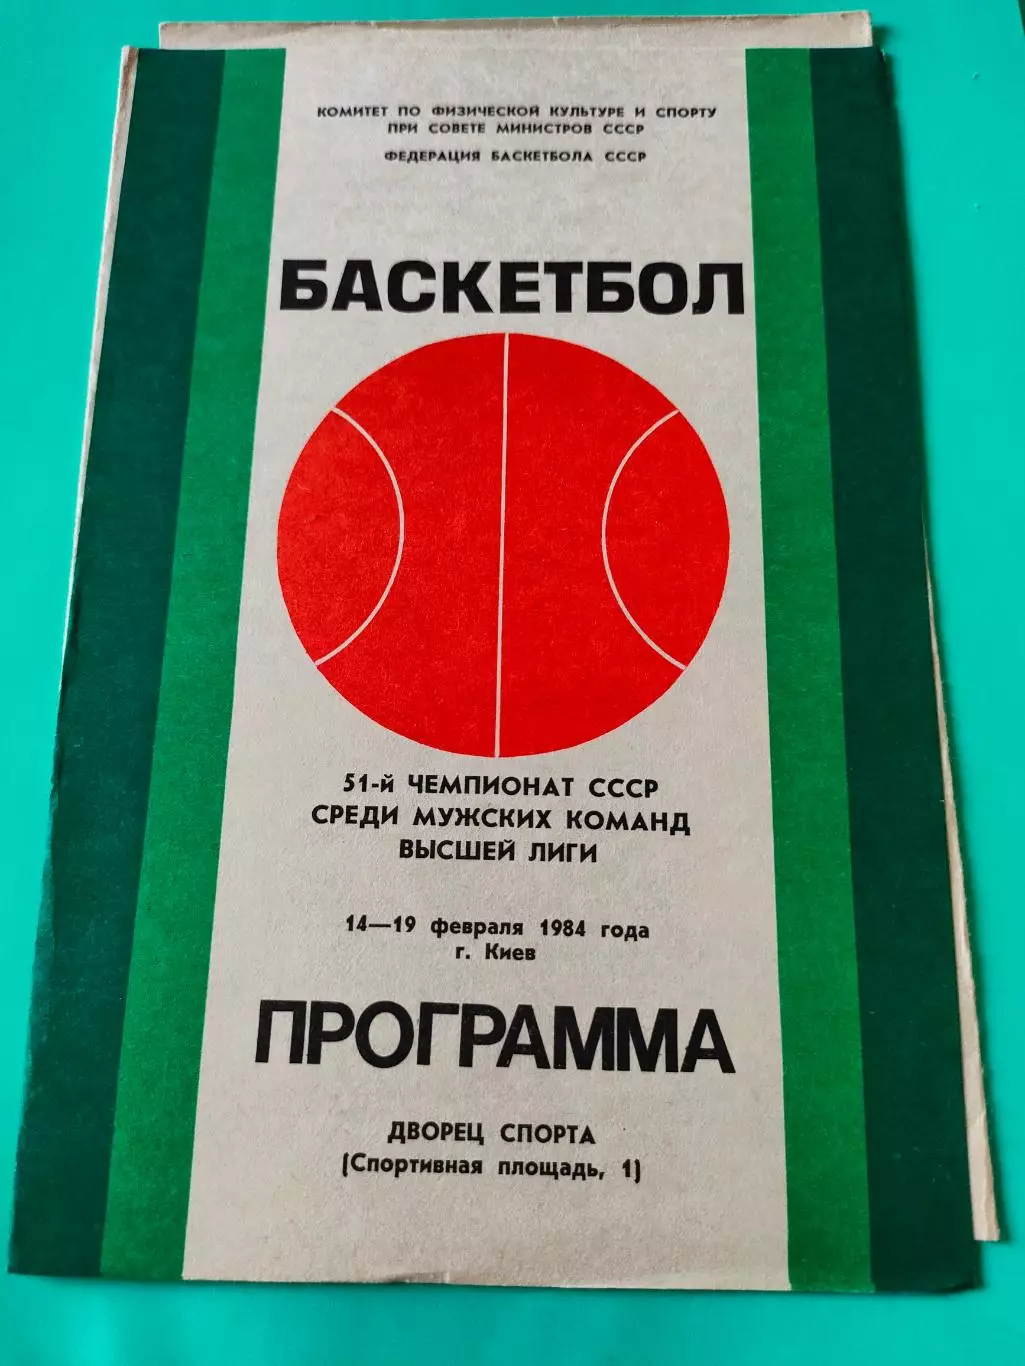 КОМИТЕТ ПО ФИЗИЧЕСКОЙ КУЛЬТУРЕ И СПОРТУ
ПРИ СОВЕТЕ МИНИСТРОВ СССР
ФЕДЕРАЦИЯ БАСКЕТБОЛА СССР
БАСКЕТБОЛ
51-й ЧЕМПИОНАТ СССР
СРЕДИ МУЖСКИХ КОМАНД
ВЫСШЕЙ ЛИГИ
14—19 февраля 1984 года
г. Киев
ПРОГРАММА
ДВОРЕЦ СПОРТА
(Спортивная площадь, 1)